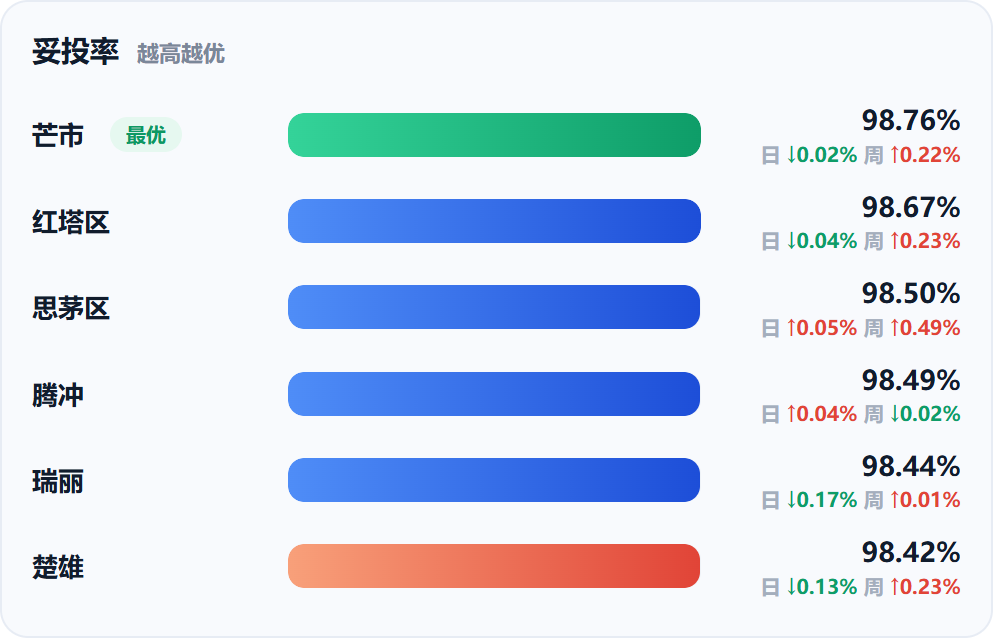 妥投率 越高越优
芒市 最优 98.76%
日 ↓0.02% 周 ↑0.22%
红塔区 98.67%
日 ↓0.04% 周 ↑0.23%
思茅区 98.50%
日 ↑0.05% 周 ↑0.49%
腾冲 98.49%
日 ↑0.04% 周 ↓0.02%
瑞丽 98.44%
日 ↓0.17% 周 ↑0.01%
楚雄 98.42%
日 ↓0.13% 周 ↑0.23%